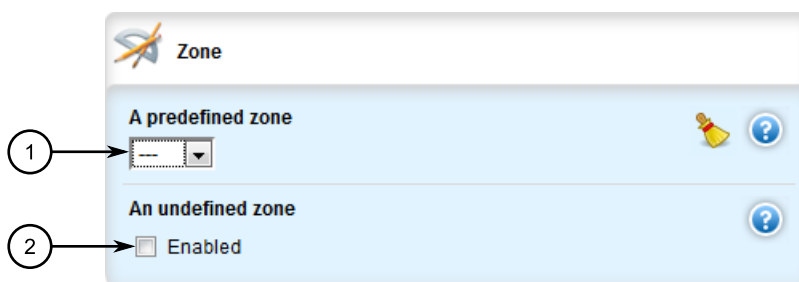 Zone
A predefined zone
1
---
?
An undefined zone
?
2
Enabled